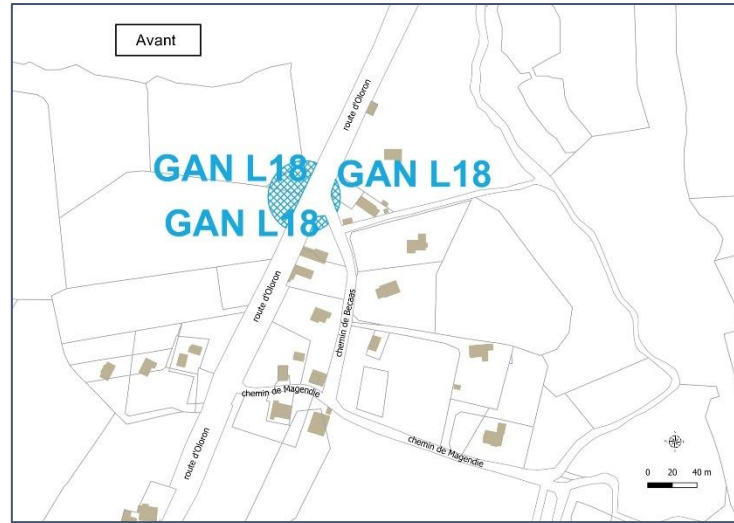 Avant
route d'Oloron
GAN L18
GAN L18
GAN L18
route d'Oloron
chemin de Becaas
chemin de Magendie
chemin de Magendie
route d'Oloron
0 20 40 m